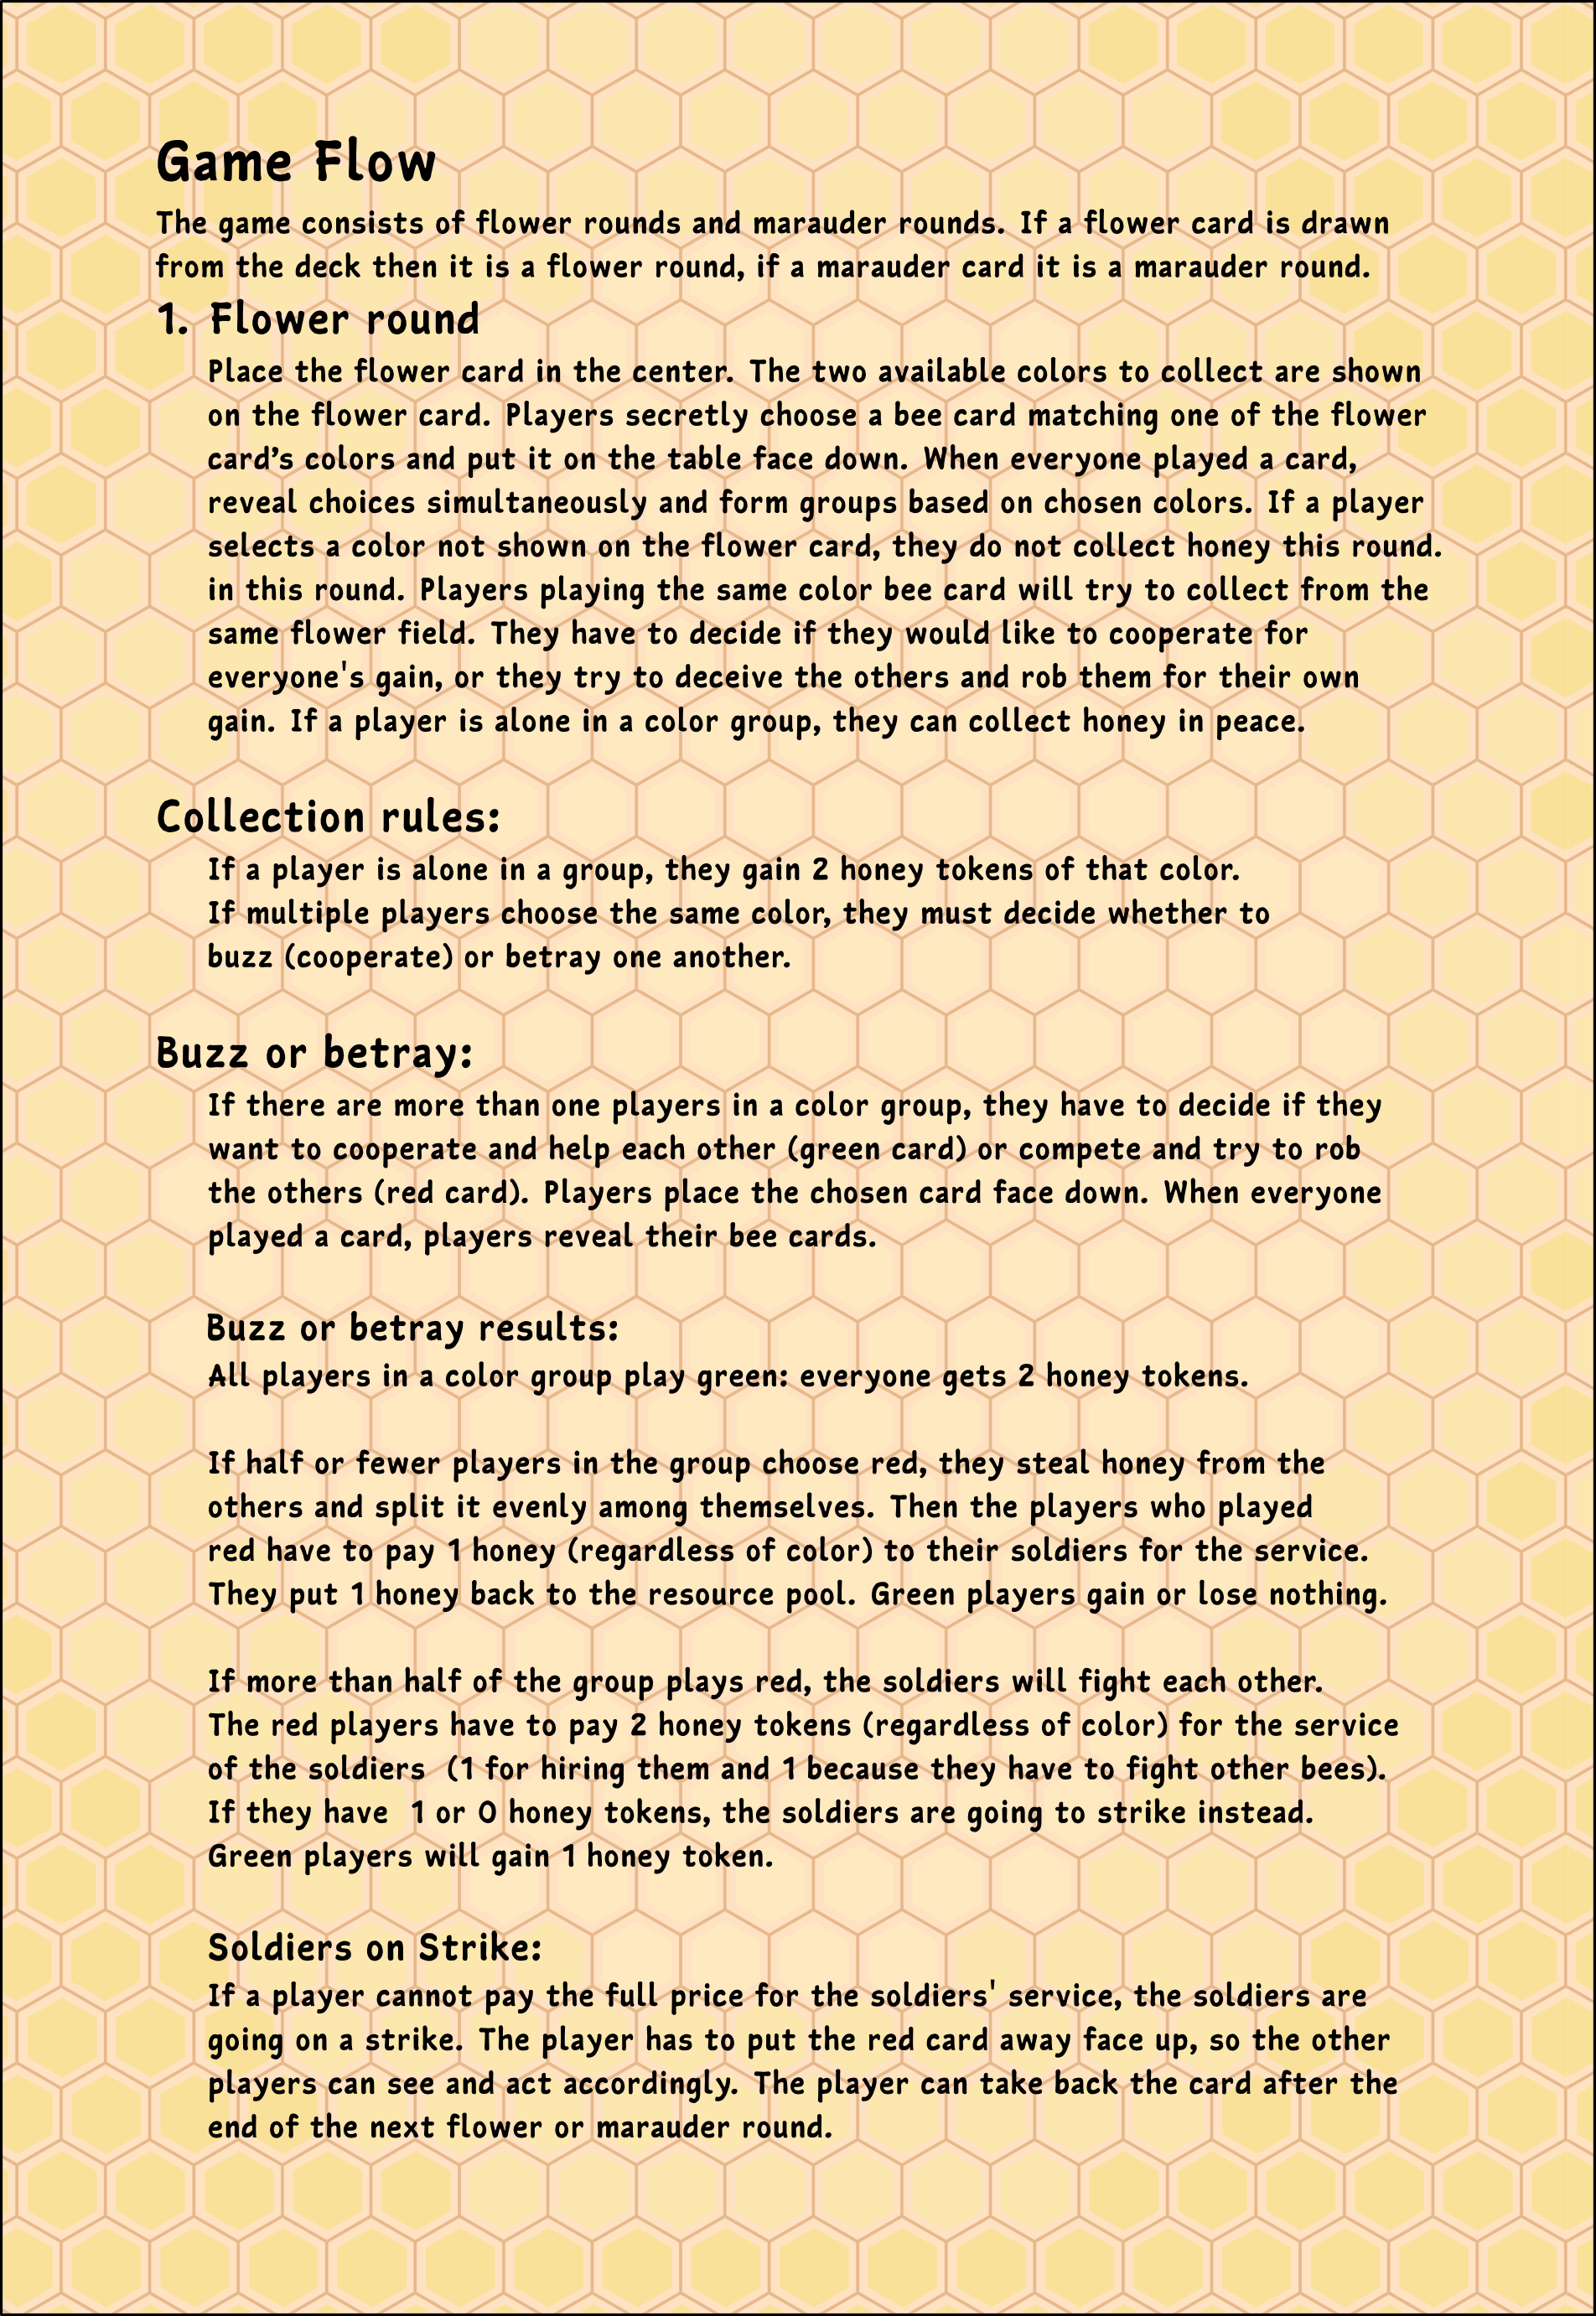 Game Flow
The game consists of flower rounds and marauder rounds. If a flower card is drawn
from the deck then it is a flower round, if a marauder card it is a marauder round.
1. Flower round
Place the flower card in the center. The two available colors to collect are shown
on the flower card. Players secretly choose a bee card matching one of the flower
card’s colors and put it on the table face down. When everyone played a card,
reveal choices simultaneously and form groups based on chosen colors. If a player
selects a color not shown on the flower card, they do not collect honey this round.
in this round. Players playing the same color bee card will try to collect from the
same flower field. They have to decide if they would like to cooperate for
everyone's gain, or they try to deceive the others and rob them for their own
gain. If a player is alone in a color group, they can collect honey in peace.
Collection rules:
If a player is alone in a group, they gain 2 honey tokens of that color.
If multiple players choose the same color, they must decide whether to
buzz (cooperate) or betray one another.
Buzz or betray:
If there are more than one players in a color group, they have to decide if they
want to cooperate and help each other (green card) or compete and try to rob
the others (red card). Players place the chosen card face down. When everyone
played a card, players reveal their bee cards.
Buzz or betray results:
All players in a color group play green: everyone gets 2 honey tokens.
If half or fewer players in the group choose red, they steal honey from the
others and split it evenly among themselves. Then the players who played
red have to pay 1 honey (regardless of color) to their soldiers for the service.
They put 1 honey back to the resource pool. Green players gain or lose nothing.
If more than half of the group plays red, the soldiers will fight each other.
The red players have to pay 2 honey tokens (regardless of color) for the service
of the soldiers (1 for hiring them and 1 because they have to fight other bees).
If they have 1 or 0 honey tokens, the soldiers are going to strike instead.
Green players will gain 1 honey token.
Soldiers on Strike:
If a player cannot pay the full price for the soldiers' service, the soldiers are
going on a strike. The player has to put the red card away face up, so the other
players can see and act accordingly. The player can take back the card after the
end of the next flower or marauder round.